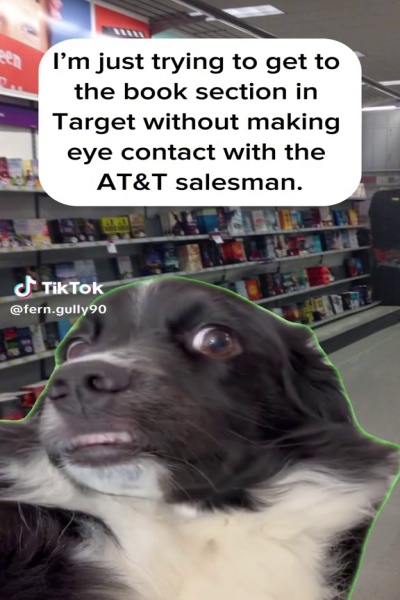 I'm just trying to get to
the book section in
Target without making
eye contact with the
AT&T salesman.
TikTok
@fern.gully90